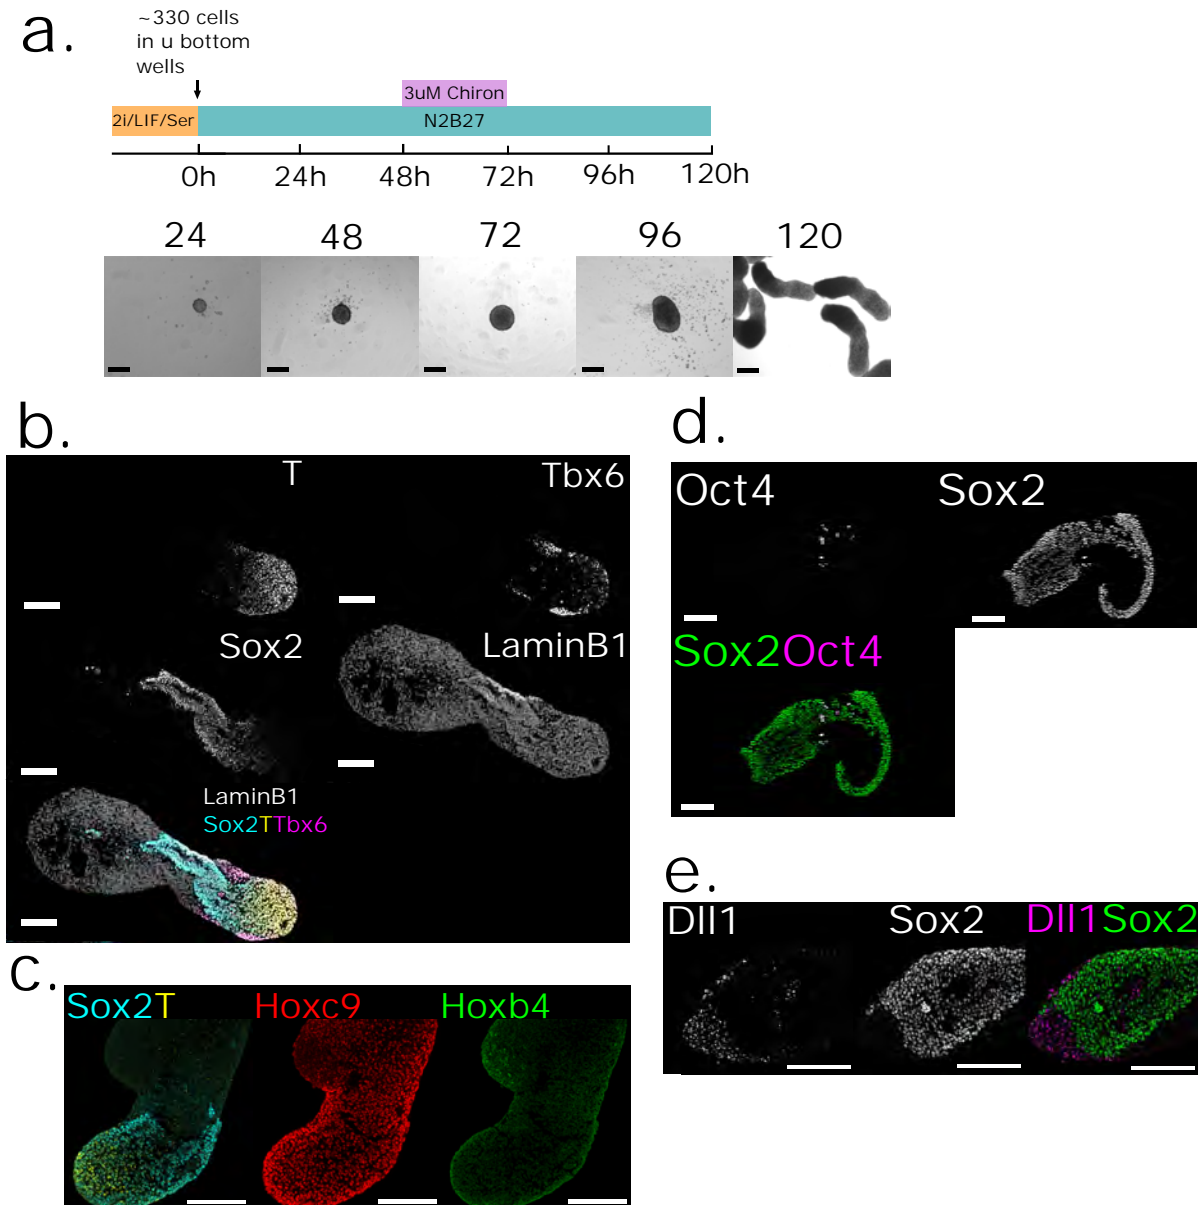 a.
~330 cells
in u bottom
wells
3uM Chiron
2i/LIF/Ser
N2B27
0h 24h 48h 72h 96h 120h
24 48 72 96 120
b.
T
Tbx6
Sox2
LaminB1
LaminB1
Sox2TTbx6
c.
Sox2T
Hoxc9
Hoxb4
d.
Oct4
Sox2
Sox2Oct4
e.
Dll1
Sox2
Dll1Sox2